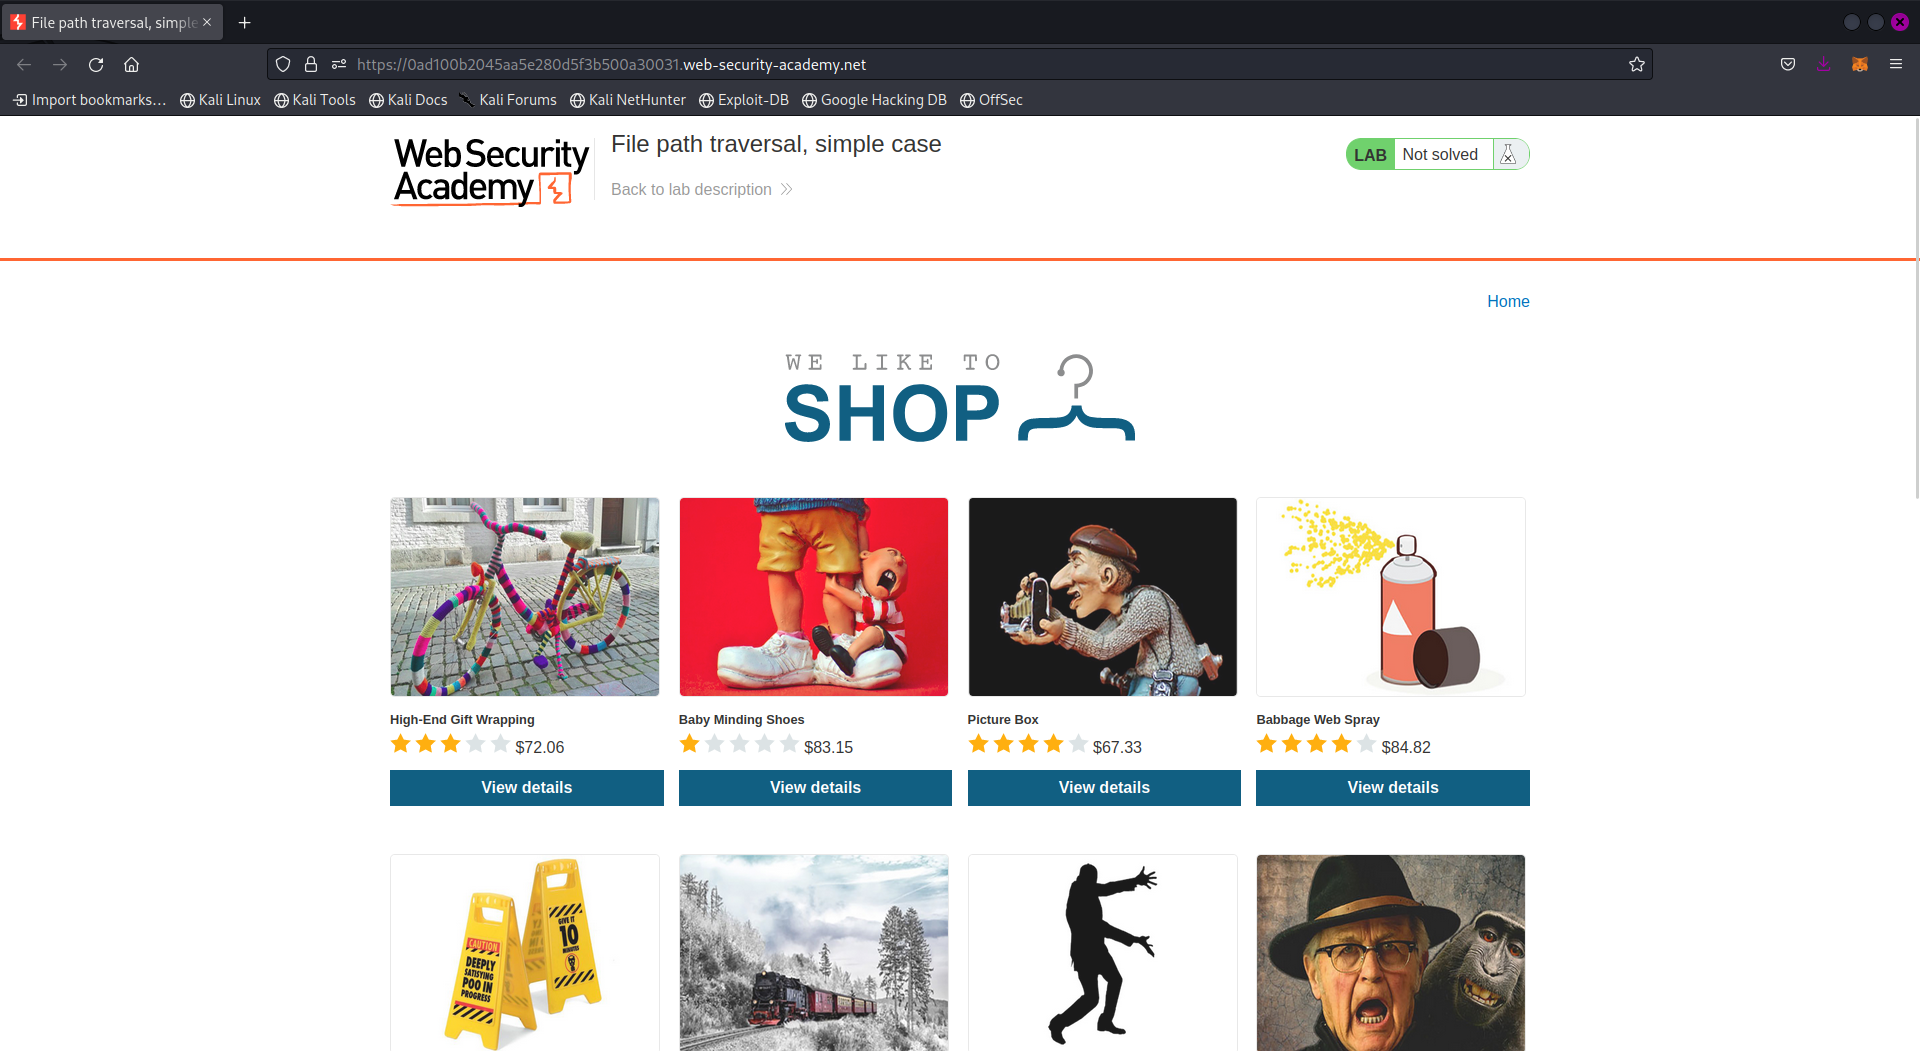 File path traversal, simple
https://0ad100b2045aa5e280d5f3b500a30031.web-security-academy.net
Import bookmarks... Kali Linux Kali Tools Kali Docs Kali Forums Kali NetHunter Exploit-DB Google Hacking DB OffSec
Web Security
Academy
File path traversal, simple case
Back to lab description
LAB Not solved
Home
WE LIKE TO
SHOP
High-End Gift Wrapping
$72.06
View details
Baby Minding Shoes
$83.15
View details
Picture Box
$67.33
View details
Babbage Web Spray
$84.82
View details
CAUTION
DEEPLY
SATISFYING
POO IN
PROGRESS
GIVE IT
10
MINUTES